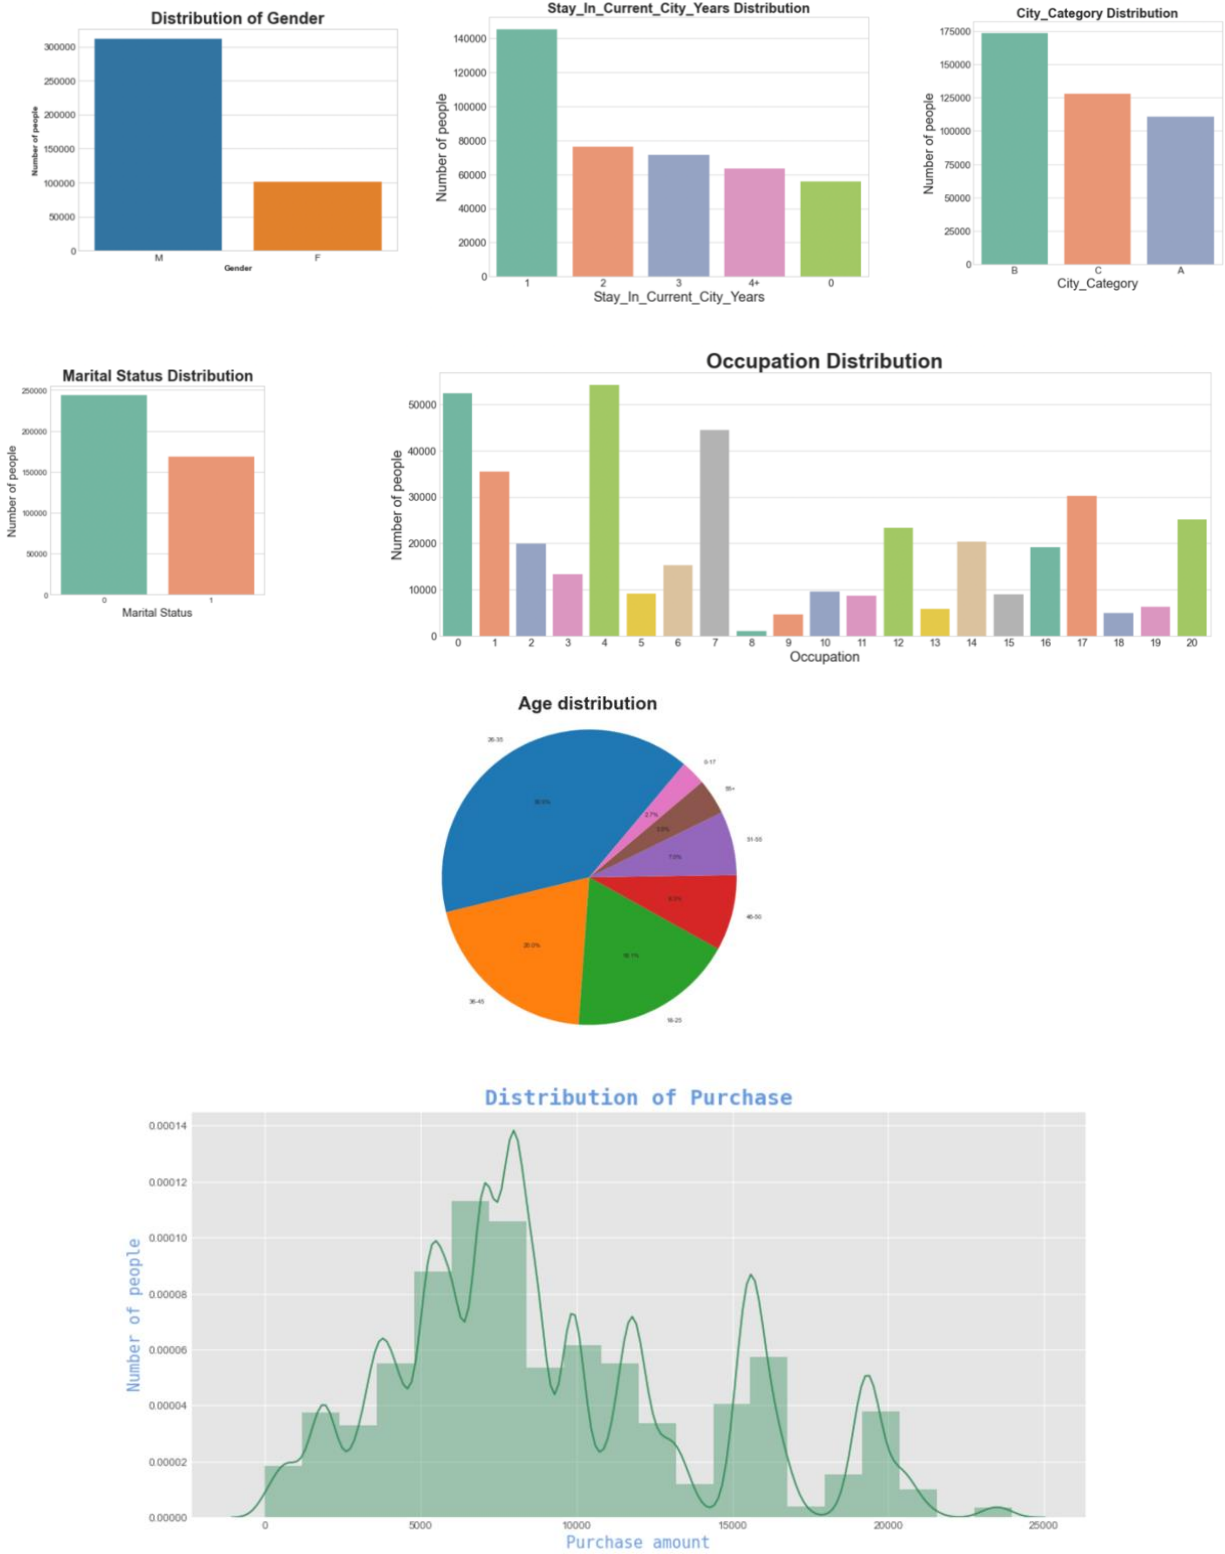 Distribution of Gender
Number of people
300000
250000
200000
150000
100000
50000
0
M F
Gender
Stay_In_Current_City_Years Distribution
Number of people
140000
120000
100000
80000
60000
40000
20000
0
1 2 3 4+ 0
Stay_In_Current_City_Years
City_Category Distribution
Number of people
175000
150000
125000
100000
75000
50000
25000
0
B C A
City_Category
Marital Status Distribution
Number of people
250000
200000
150000
100000
50000
0
0 1
Marital Status
Occupation Distribution
Number of people
50000
40000
30000
20000
10000
0
0 1 2 3 4 5 6 7 8 9 10 11 12 13 14 15 16 17 18 19 20
Occupation
Age distribution
26-35
0-17
55+
2.7%
51-55
7.0%
46-50
20.0%
36-45
18-25
Distribution of Purchase
Number of people
0.00014
0.00012
0.00010
0.00008
0.00006
0.00004
0.00002
0.00000
0 5000 10000 15000 20000 25000
Purchase amount